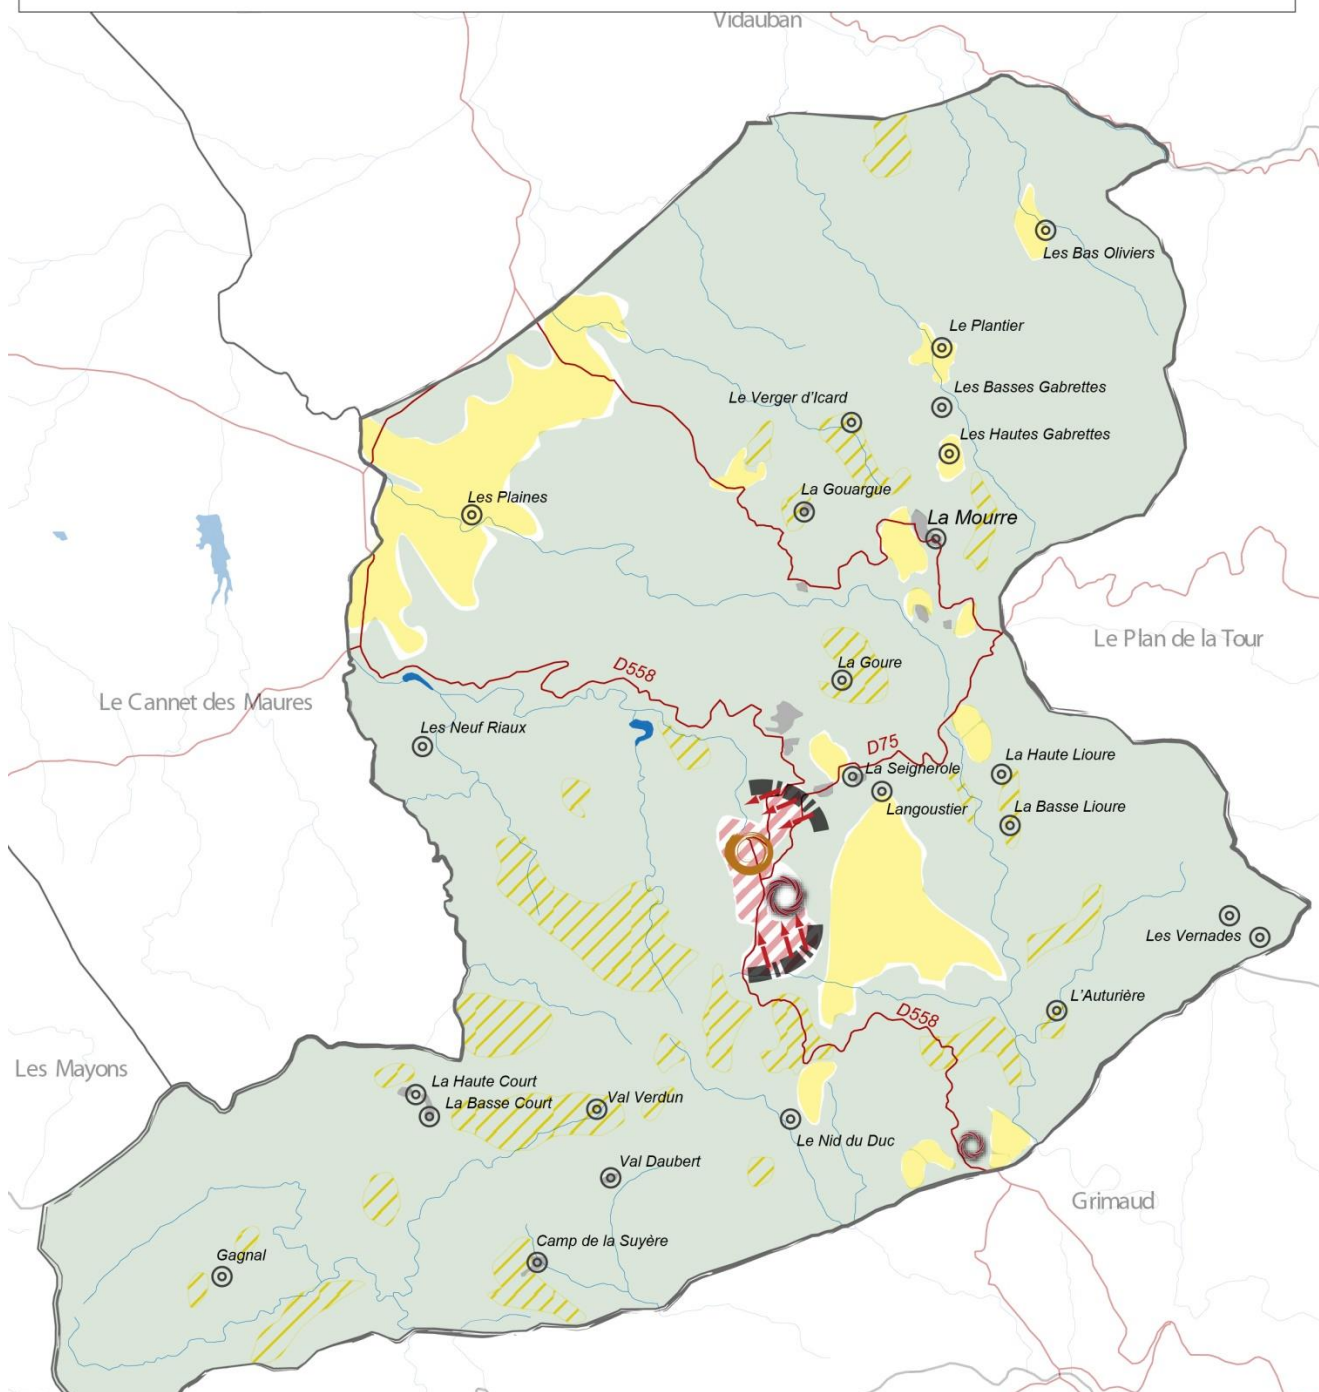 Vidauban
Les Bas Oliviers
Le Plantier
Les Basses Gabrettes
Le Verger d'Icard
Les Hautes Gabrettes
La Gouargue
Les Plaines
La Mourre
Le Plan de la Tour
La Goure
D558
Le Cannet des Maures
Les Neuf Riaux
D75
La Haute Lioure
La Seignerole
Langoustier
La Basse Lioure
Les Vernades
L'Auturière
D558
Les Mayons
La Haute Court
La Basse Court
Val Verdun
Le Nid du Duc
Val Daubert
Grimaud
Camp de la Suyère
Gagnal